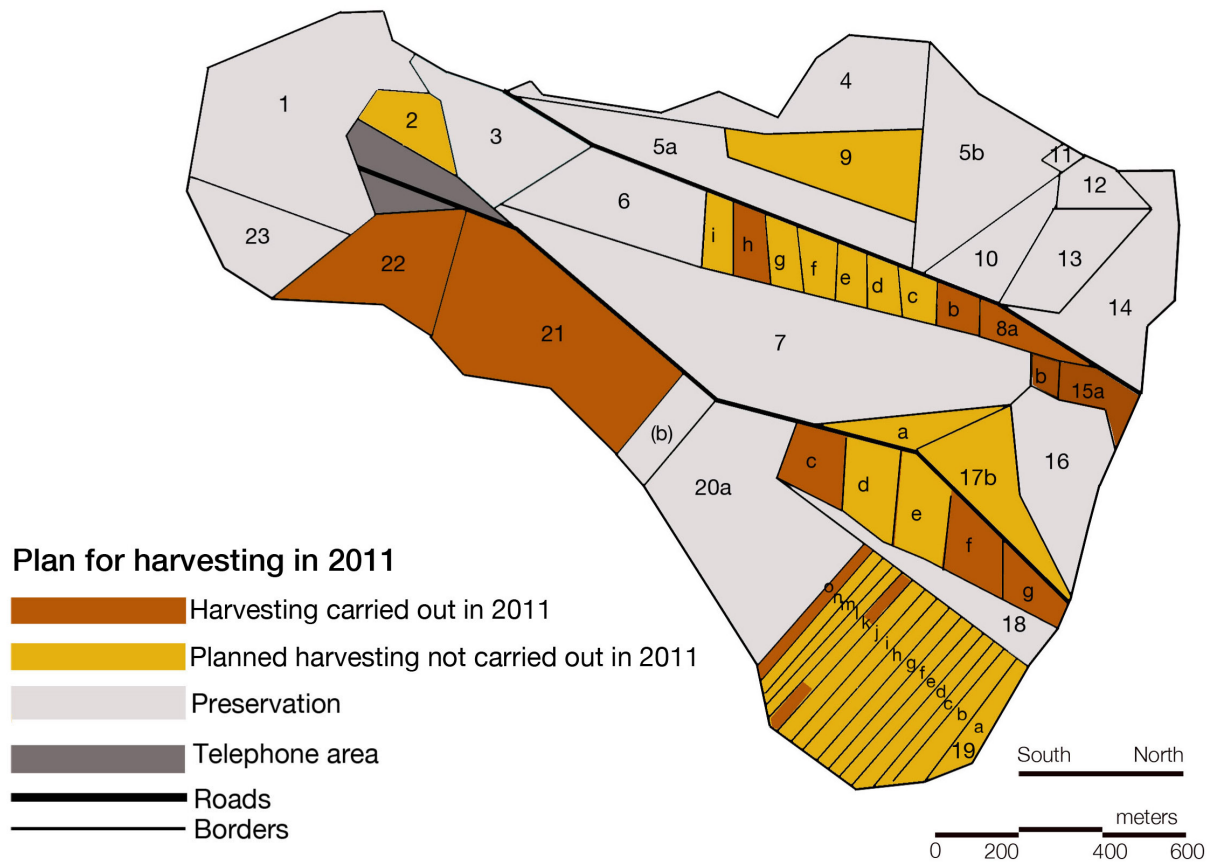 4
1
2
3
5a
9
5b
11
12
6
23
i
h
g
f
e
d
c
b
8a
10
13
14
22
21
7
b
15a
(b)
a
c
d
e
f
g
17b
16
20a
18
o
n
m
l
k
j
i
h
g
f
e
d
c
b
a
19
Plan for harvesting in 2011
Harvesting carried out in 2011
Planned harvesting not carried out in 2011
Preservation
Telephone area
Roads
Borders
South North
meters
0 200 400 600